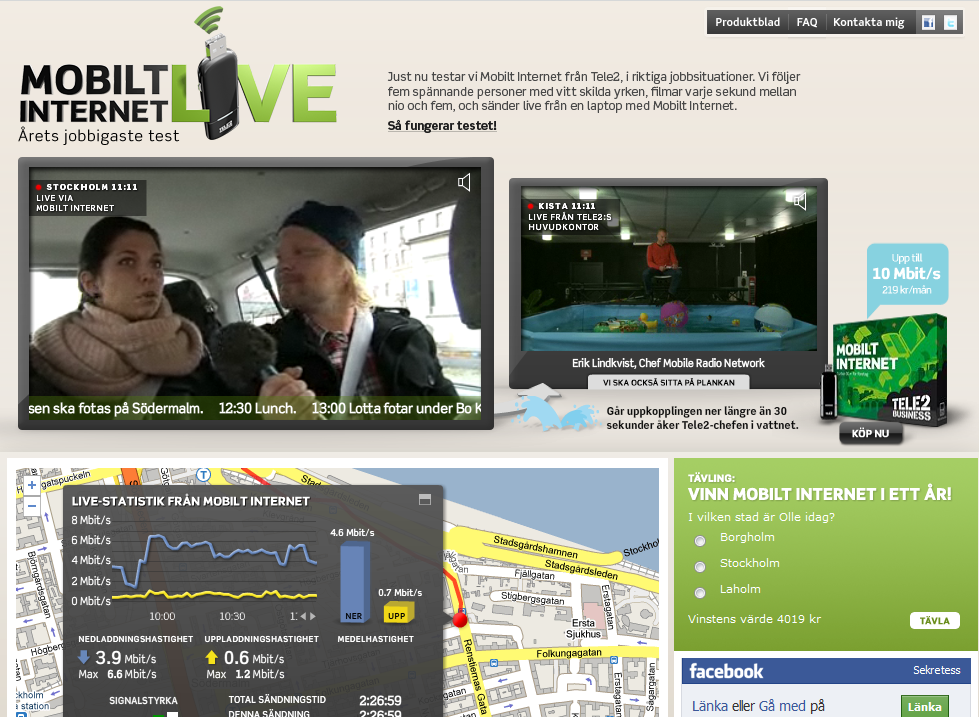 Produktblad FAQ Kontakta mig
MOBILT LIVE
INTERNET
TELE2
Årets jobbigaste test
Just nu testar vi Mobilt Internet från Tele2, i riktiga jobbsituationer. Vi följer
fem spännande personer med vitt skilda yrken, filmar varje sekund mellan
nio och fem, och sänder live från en laptop med Mobilt Internet.
Så fungerar testet!
STOCKHOLM 11:11
LIVE VIA
MOBILT INTERNET
sen ska fotas på Södermalm. 12:30 Lunch. 13:00 Lotta fotar under Bo K
KISTA 11:11
LIVE FRÅN TELE2:S
HUVUDKONTOR
Erik Lindkvist, Chef Mobile Radio Network
VI SKA OCKSÅ SITTA PÅ PLANKAN
Går uppkopplingen ner längre än 30
sekunder åker Tele2-chefen i vattnet.
Upp till
10 Mbit/s
219 kr/mån
MOBILT
INTERNET
TELE2
BUSINESS
KÖP NU
LIVE-STATISTIK FRÅN MOBILT INTERNET
8 Mbit/s
6 Mbit/s
4 Mbit/s
2 Mbit/s
0 Mbit/s
10:00 10:30 1:
4.6 Mbit/s
0.7 Mbit/s
NER UPP
NEDLADDNINGSHASTIGHET UPPLADDNINGSHASTIGHET MEDELHASTIGHET
3.9 Mbit/s 0.6 Mbit/s
Max 6.6 Mbit/s Max 1.2 Mbit/s
SIGNALSTYRKA TOTAL SÄNDNINGSTID 2:26:59
DENNA SÄNDNING 2:26:59
gatspuckeln
T
Stads
Stadsgårdshamnen
Stockho
Stadsgårdsleden
Fjällgatan
Stigbergsgatan
Erstagatan
Ersta
Sjukhus
Folkungagatan
Renstiernas Gata
Erstagatan
Sågargatan
Björngårdsgatan
Högberg
ckholm
a station
TÄVLING:
VINN MOBILT INTERNET I ETT ÅR!
I vilken stad är Olle idag?
Borgholm
Stockholm
Laholm
Vinstens värde 4019 kr
TÄVLA
facebook Sekretess
Länka eller Gå med på
Länka